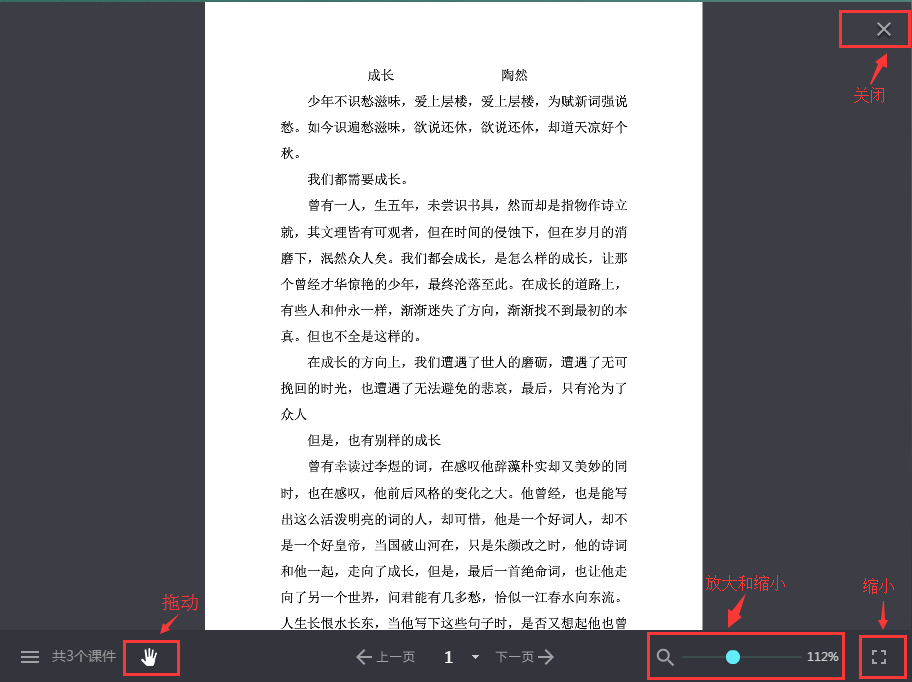 成长 陶然
少年不识愁滋味，爱上层楼，爱上层楼，为赋新词强说
愁。如今识遍愁滋味，欲说还休，欲说还休，却道天凉好个
秋。
我们都需要成长。
曾有一人，生五年，未尝识书具，然而却是指物作诗立
就，其文理皆有可观者，但在时间的侵蚀下，但在岁月的消
磨下，泯然众人矣。我们都会成长，是怎么样的成长，让那
个曾经才华惊艳的少年，最终沦落至此。在成长的道路上，
有些人和仲永一样，渐渐迷失了方向，渐渐找不到最初的本
真。但也不全是这样的。
在成长的方向上，我们遭遇了世人的磨砺，遭遇了无可
挽回的时光，也遭遇了无法避免的悲哀，最后，只有沦为了
众人
但是，也有别样的成长
曾有幸读过李煜的词，在感叹他辞藻朴实却又美妙的同
时，也在感叹，他前后风格的变化之大。他曾经，也是能写
出这么活泼明亮的词的人，却可惜，他是一个好词人，却不
是一个好皇帝，当国破山河在，只是朱颜改之时，他的诗词
和他一起，走向了成长，但是，最后一首绝命词，也让他走
向了另一个世界，问君能有几多愁，恰似一江春水向东流。
人生长恨水长东，当他写下这些句子时，是否又想起他也曾
关闭
拖动
放大和缩小
缩小
共3个课件
上一页
1
下一页
112%